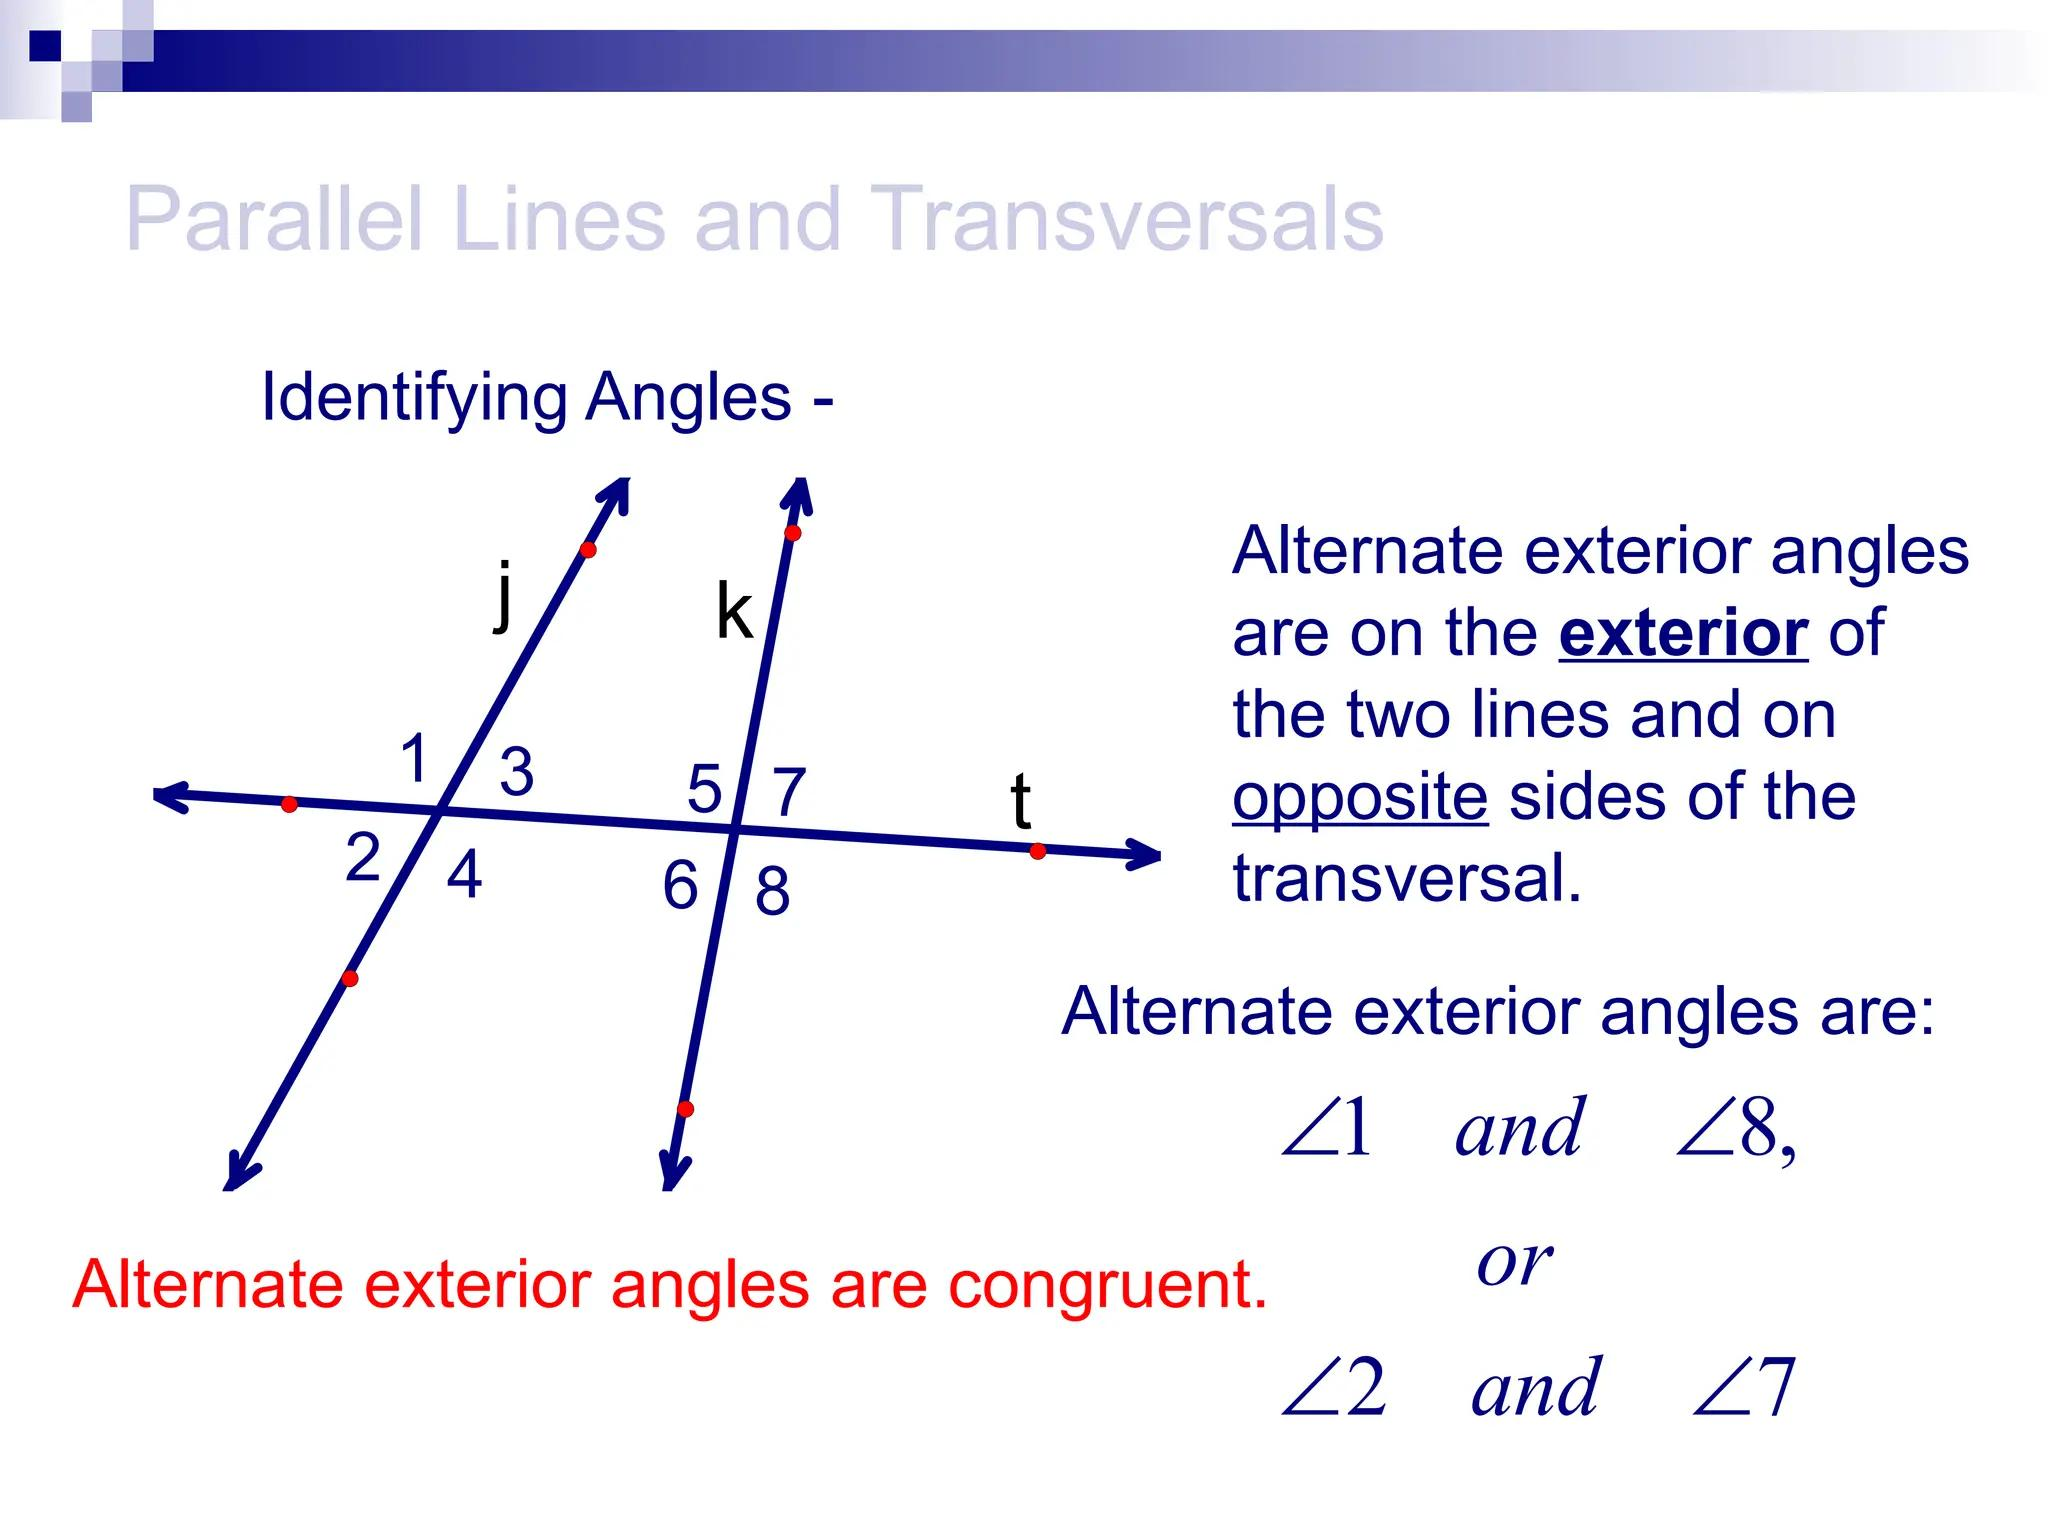 Parallel Lines and Transversals
Identifying Angles -
j
k
1
3
5
7
t
2
4
6
8
Alternate exterior angles
are on the exterior of
the two lines and on
opposite sides of the
transversal.
Alternate exterior angles are:
∠1 and ∠8,
or
∠2 and ∠7
Alternate exterior angles are congruent.